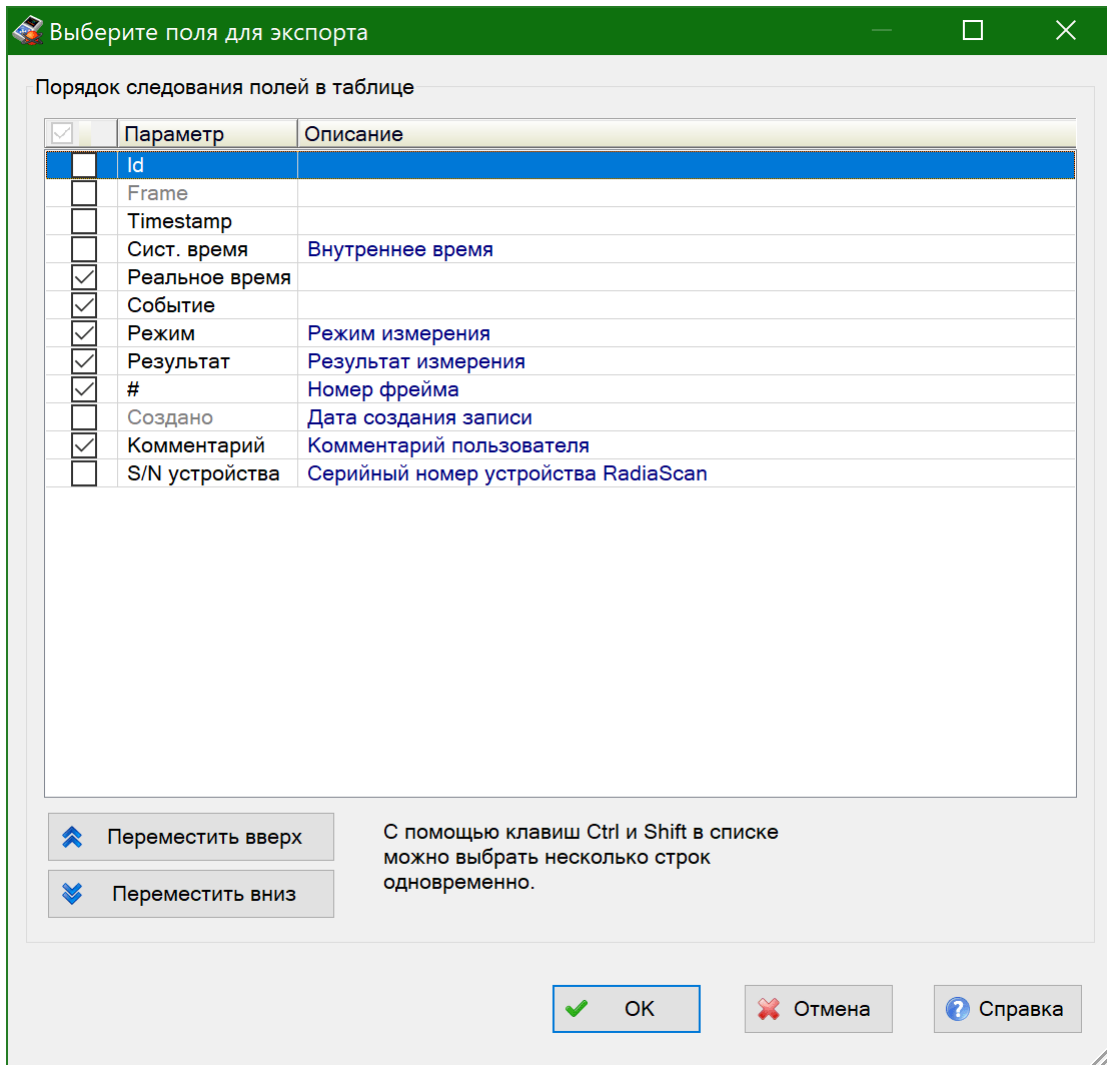 Выберите поля для экспорта
Порядок следования полей в таблице
Параметр Описание
Id
Frame
Timestamp
Сист. время Внутреннее время
Реальное время
Событие
Режим Режим измерения
Результат Результат измерения
# Номер фрейма
Создано Дата создания записи
Комментарий Комментарий пользователя
S/N устройства Серийный номер устройства RadiaScan
Переместить вверх
Переместить вниз
С помощью клавиш Ctrl и Shift в списке
можно выбрать несколько строк
одновременно.
OK Отмена Справка